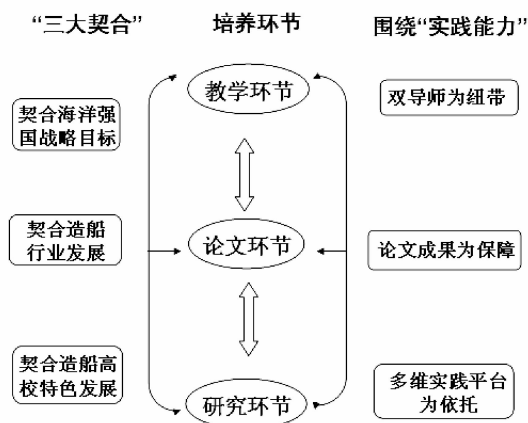 “三大契合”
培养环节
围绕“实践能力”
契合海洋强
国战略目标
教学环节
双导师为纽带
契合造船
行业发展
论文环节
论文成果为保障
契合造船高
校特色发展
研究环节
多维实践平台
为依托